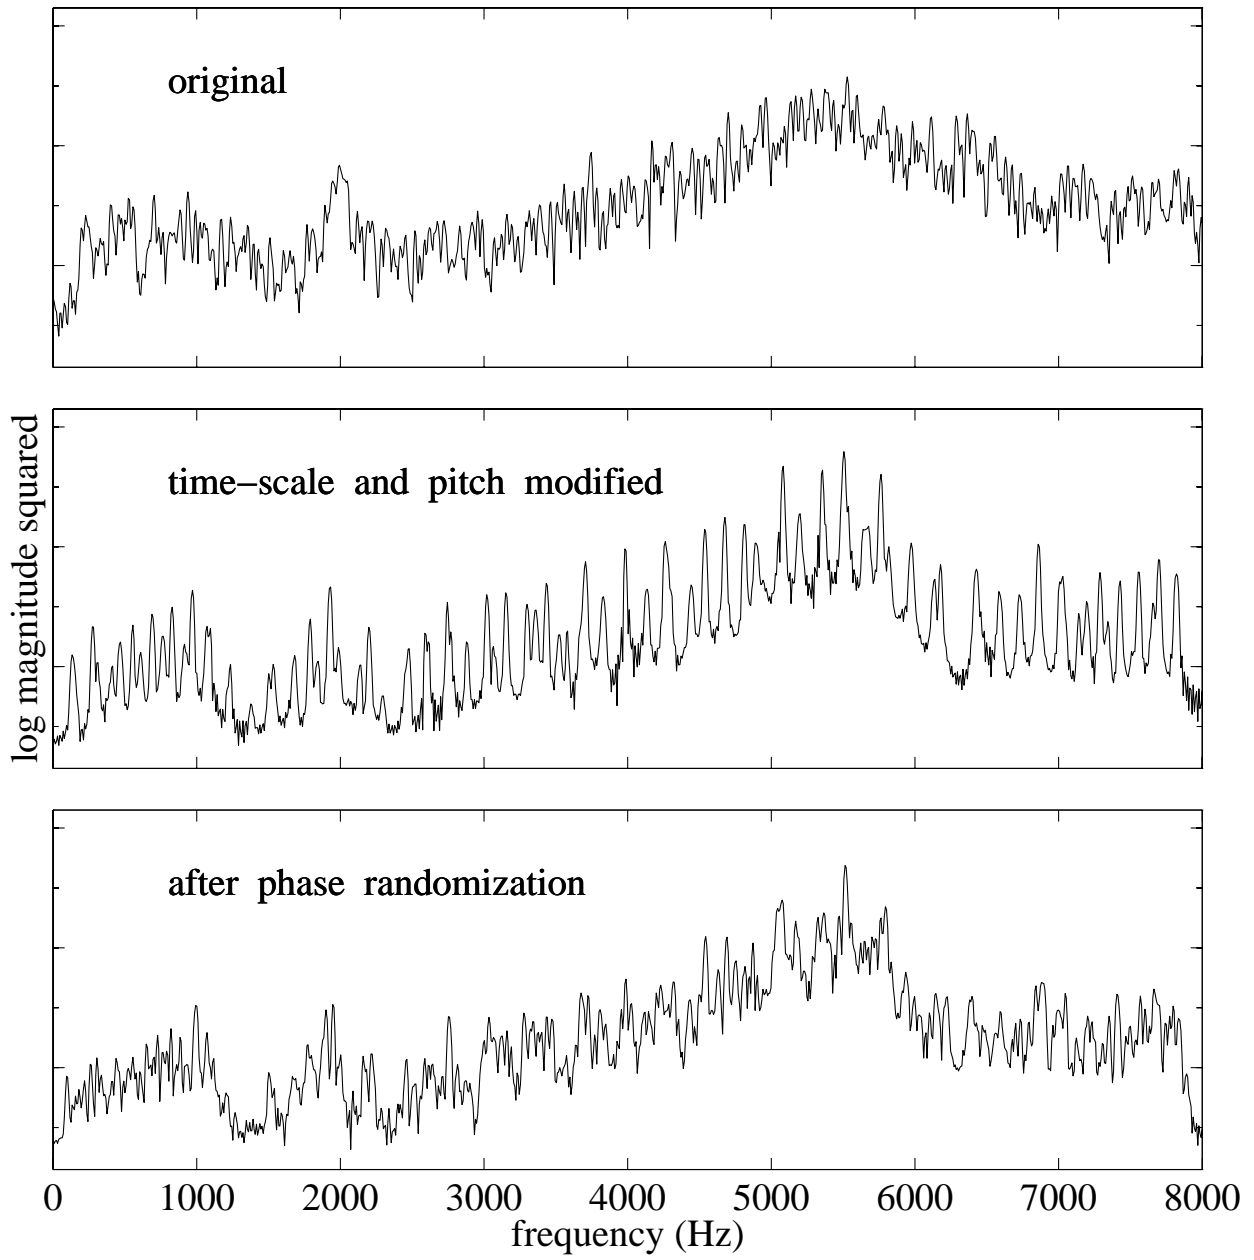 original
log magnitude squared
time−scale and pitch modified
after phase randomization
0 1000 2000 3000 4000 5000 6000 7000 8000
frequency (Hz)